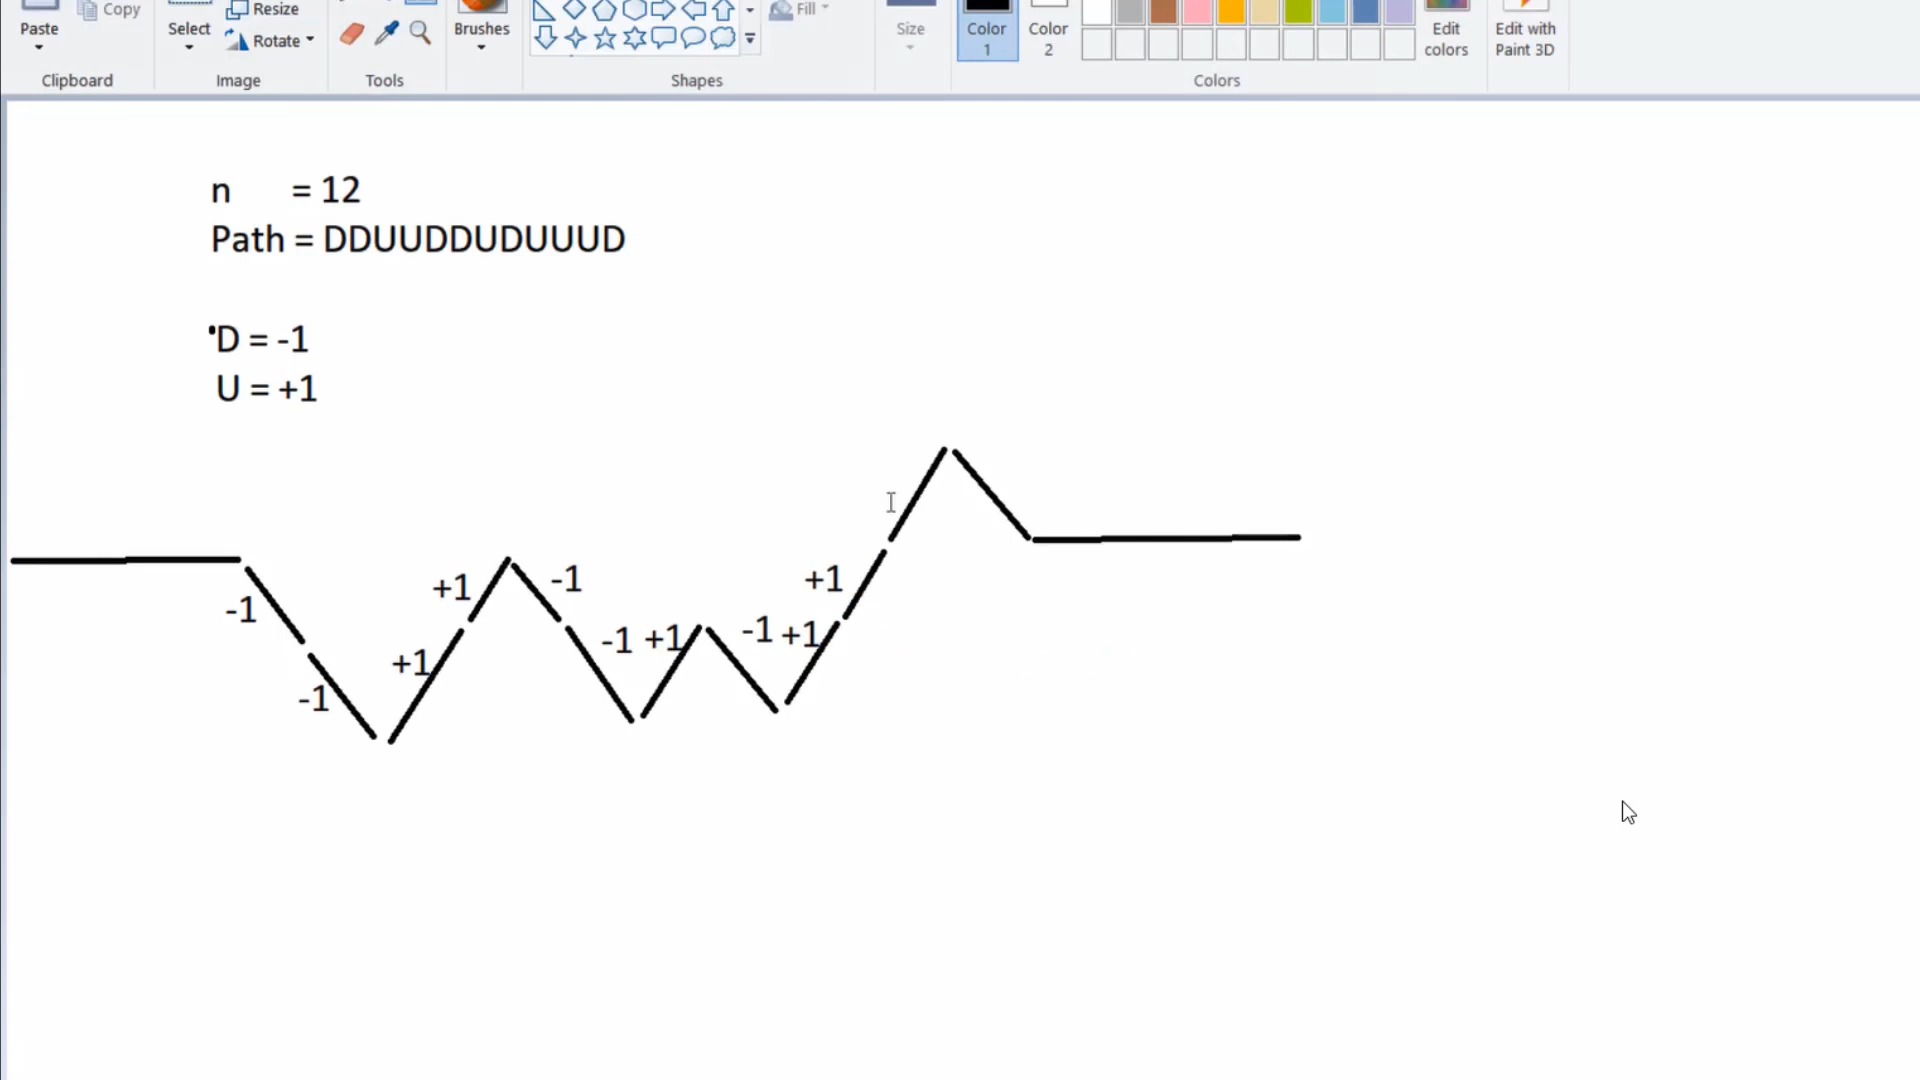 Paste
Copy
Select
Resize
Rotate
Brushes
Fill
Size
Color
1
Color
2
Edit
colors
Edit with
Paint 3D
Clipboard
Image
Tools
Shapes
Colors
n = 12
Path = DDUUDDUDUUUD
D = -1
U = +1
-1
-1
+1
+1
-1
-1
+1
-1
+1
+1